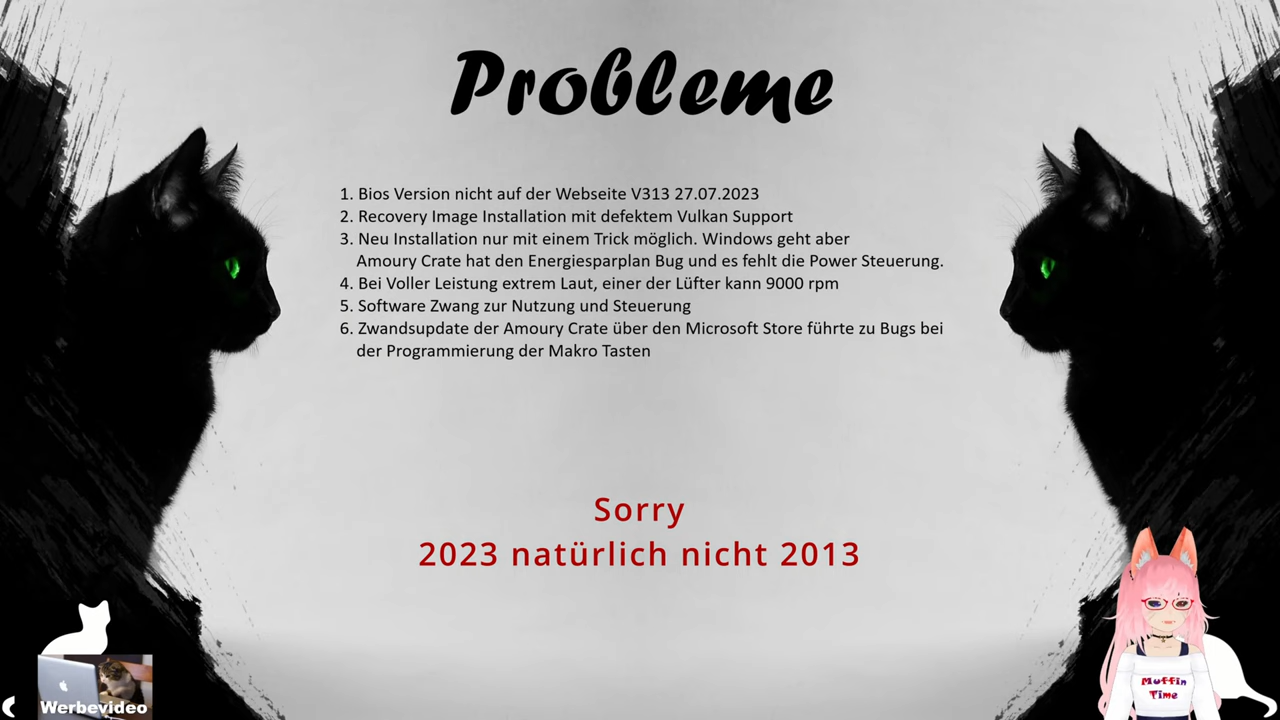 Probleme
1. Bios Version nicht auf der Webseite V313 27.07.2023
2. Recovery Image Installation mit defektem Vulkan Support
3. Neu Installation nur mit einem Trick möglich. Windows geht aber
Amoury Crate hat den Energiesparplan Bug und es fehlt die Power Steuerung.
4. Bei Voller Leistung extrem Laut, einer der Lüfter kann 9000 rpm
5. Software Zwang zur Nutzung und Steuerung
6. Zwandsupdate der Amoury Crate über den Microsoft Store führte zu Bugs bei
der Programmierung der Makro Tasten
Sorry
2023 natürlich nicht 2013
Werbevideo
Muffin
Time